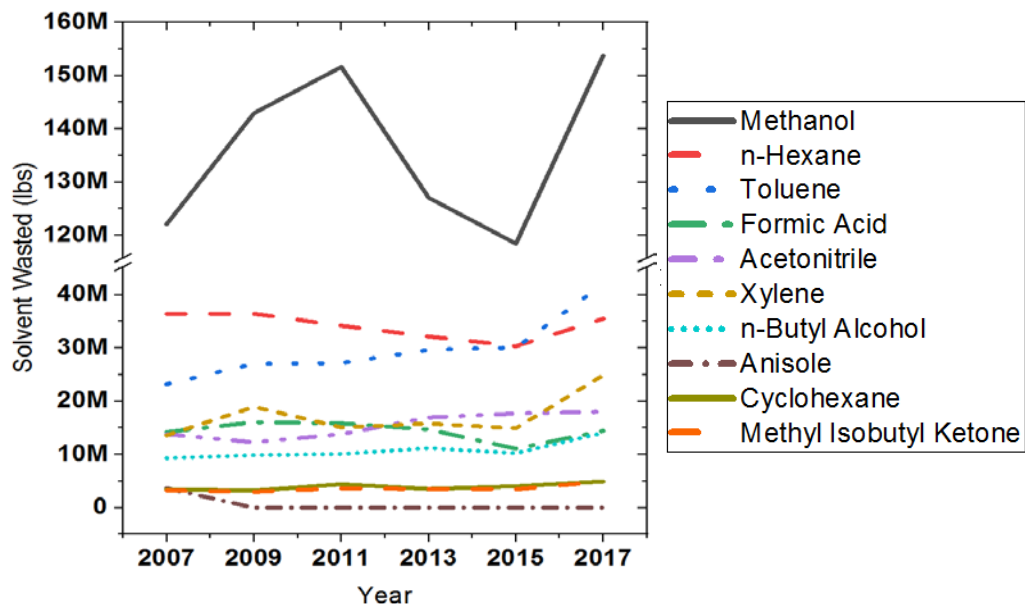 160M
150M
140M
130M
120M
40M
30M
20M
10M
0
Solvent Wasted (lbs)
2007 2009 2011 2013 2015 2017
Year
Methanol
n-Hexane
Toluene
Formic Acid
Acetonitrile
Xylene
n-Butyl Alcohol
Anisole
Cyclohexane
Methyl Isobutyl Ketone